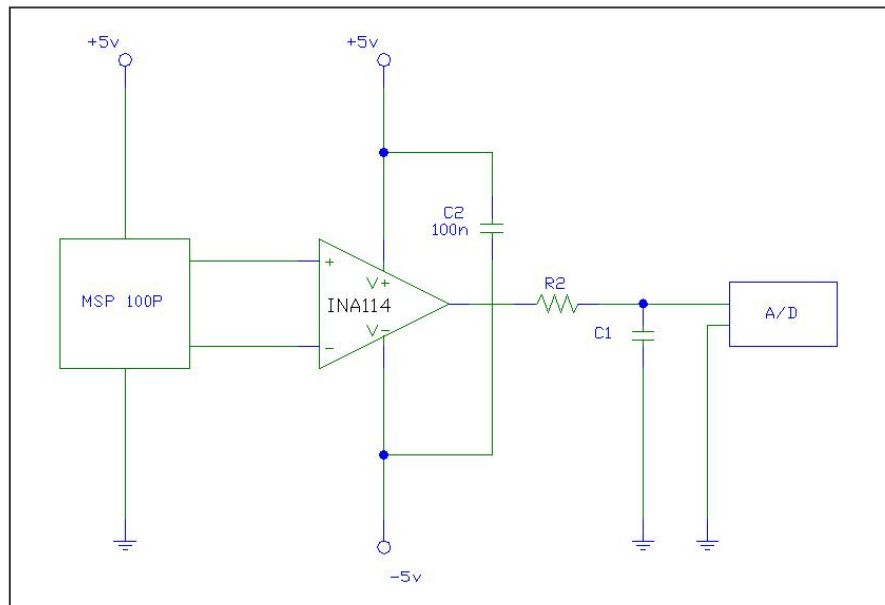 +5v
+5v
C2
100n
+
V+
MSP 100P
INA114
R2
A/D
V-
C1
-
-5v